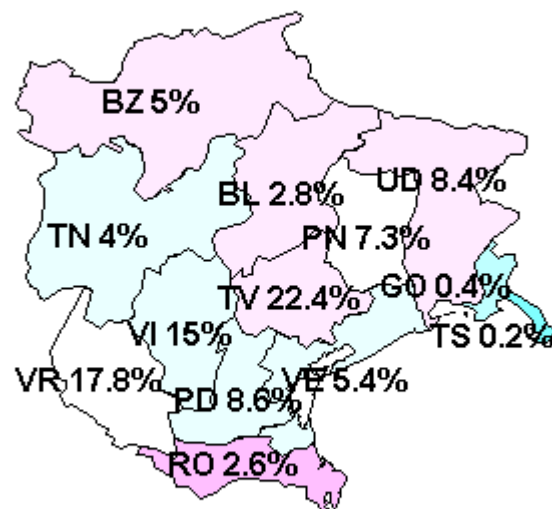 BZ 5%
UD 8.4%
BL 2.8%
TN 4%
PN 7.3%
GO 0.4%
TV 22.4%
VI 15%
TS 0.2%
VR 17.8%
VE 5.4%
PD 8.6%
RO 2.6%